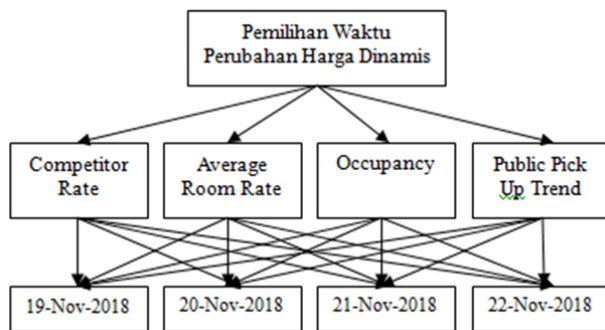 Pemilihan Waktu
Perubahan Harga Dinamis
Competitor
Rate
Average
Room Rate
Occupancy
Public Pick
Up Trend
19-Nov-2018
20-Nov-2018
21-Nov-2018
22-Nov-2018